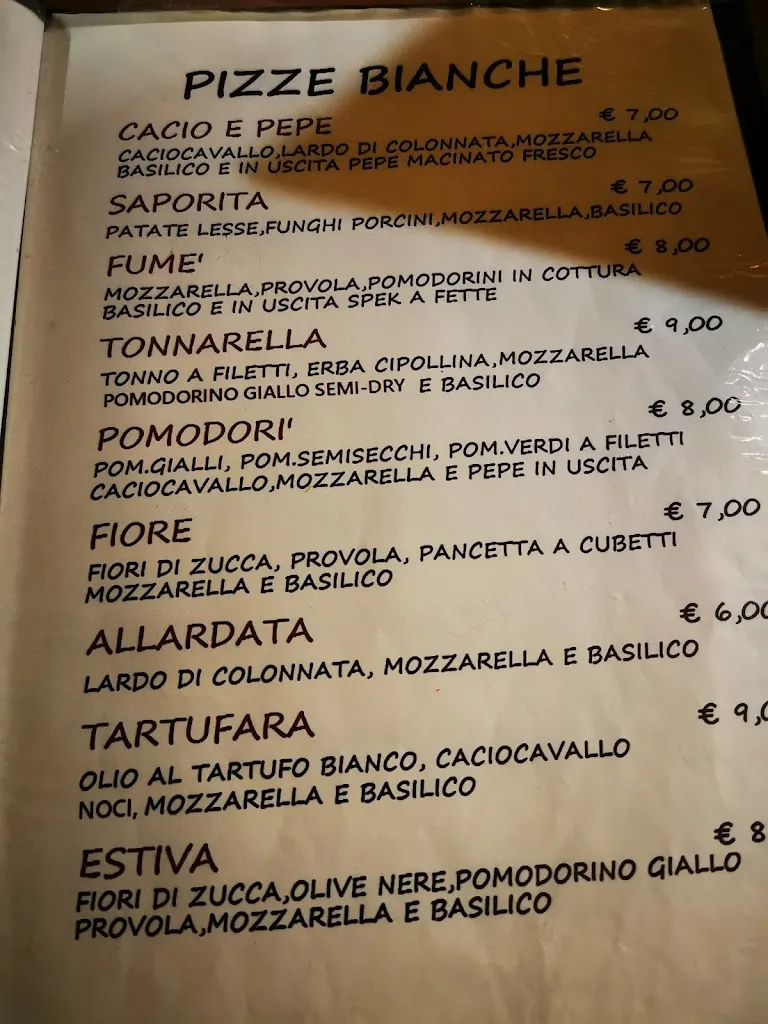 PIZZE BIANCHE
CACIO E PEPE € 7,00
CACIOCAVALLO,LARDO DI COLONNATA,MOZZARELLA
BASILICO E IN USCITA PEPE MACINATO FRESCO
SAPORITA € 7,00
PATATE LESSE,FUNGHI PORCINI,MOZZARELLA,BASILICO
FUME' € 8,00
MOZZARELLA,PROVOLA,POMODORINI IN COTTURA
BASILICO E IN USCITA SPEK A FETTE
TONNARELLA € 9,00
TONNO A FILETTI, ERBA CIPOLLINA,MOZZARELLA
POMODORINO GIALLO SEMI-DRY E BASILICO
POMODORI' € 8,00
POM.GIALLI, POM.SEMISECCHI, POM.VERDI A FILETTI
CACIOCAVALLO,MOZZARELLA E PEPE IN USCITA
FIORE € 7,00
FIORI DI ZUCCA, PROVOLA, PANCETTA A CUBETTI
MOZZARELLA E BASILICO
ALLARDATA € 6,00
LARDO DI COLONNATA, MOZZARELLA E BASILICO
TARTUFARA € 9,0
OLIO AL TARTUFO BIANCO, CACIOCAVALLO
NOCI, MOZZARELLA E BASILICO
ESTIVA € 8
FIORI DI ZUCCA,OLIVE NERE,POMODORINO GIALLO
PROVOLA,MOZZARELLA E BASILICO